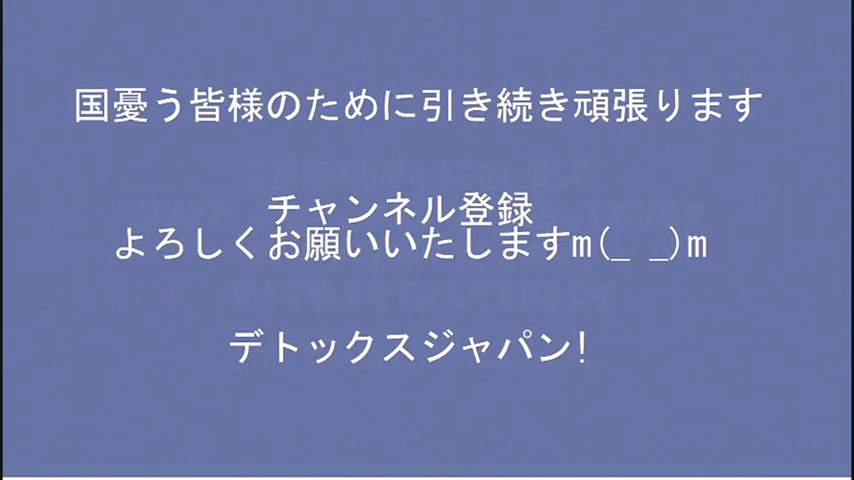 国憂う皆様のために引き続き頑張ります
チャンネル登録
よろしくお願いいたしますm(_ _)m
デトックスジャパン!